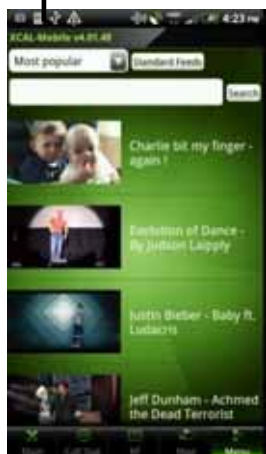 4:23 PM
XCAL-Mobile v4.01.48
Most popular
Standard Feeds
Search
Charlie bit my finger -
again !
Evolution of Dance -
By Judson Laipply
Justin Bieber - Baby ft.
Ludacris
Jeff Dunham - Achmed
the Dead Terrorist
Menu